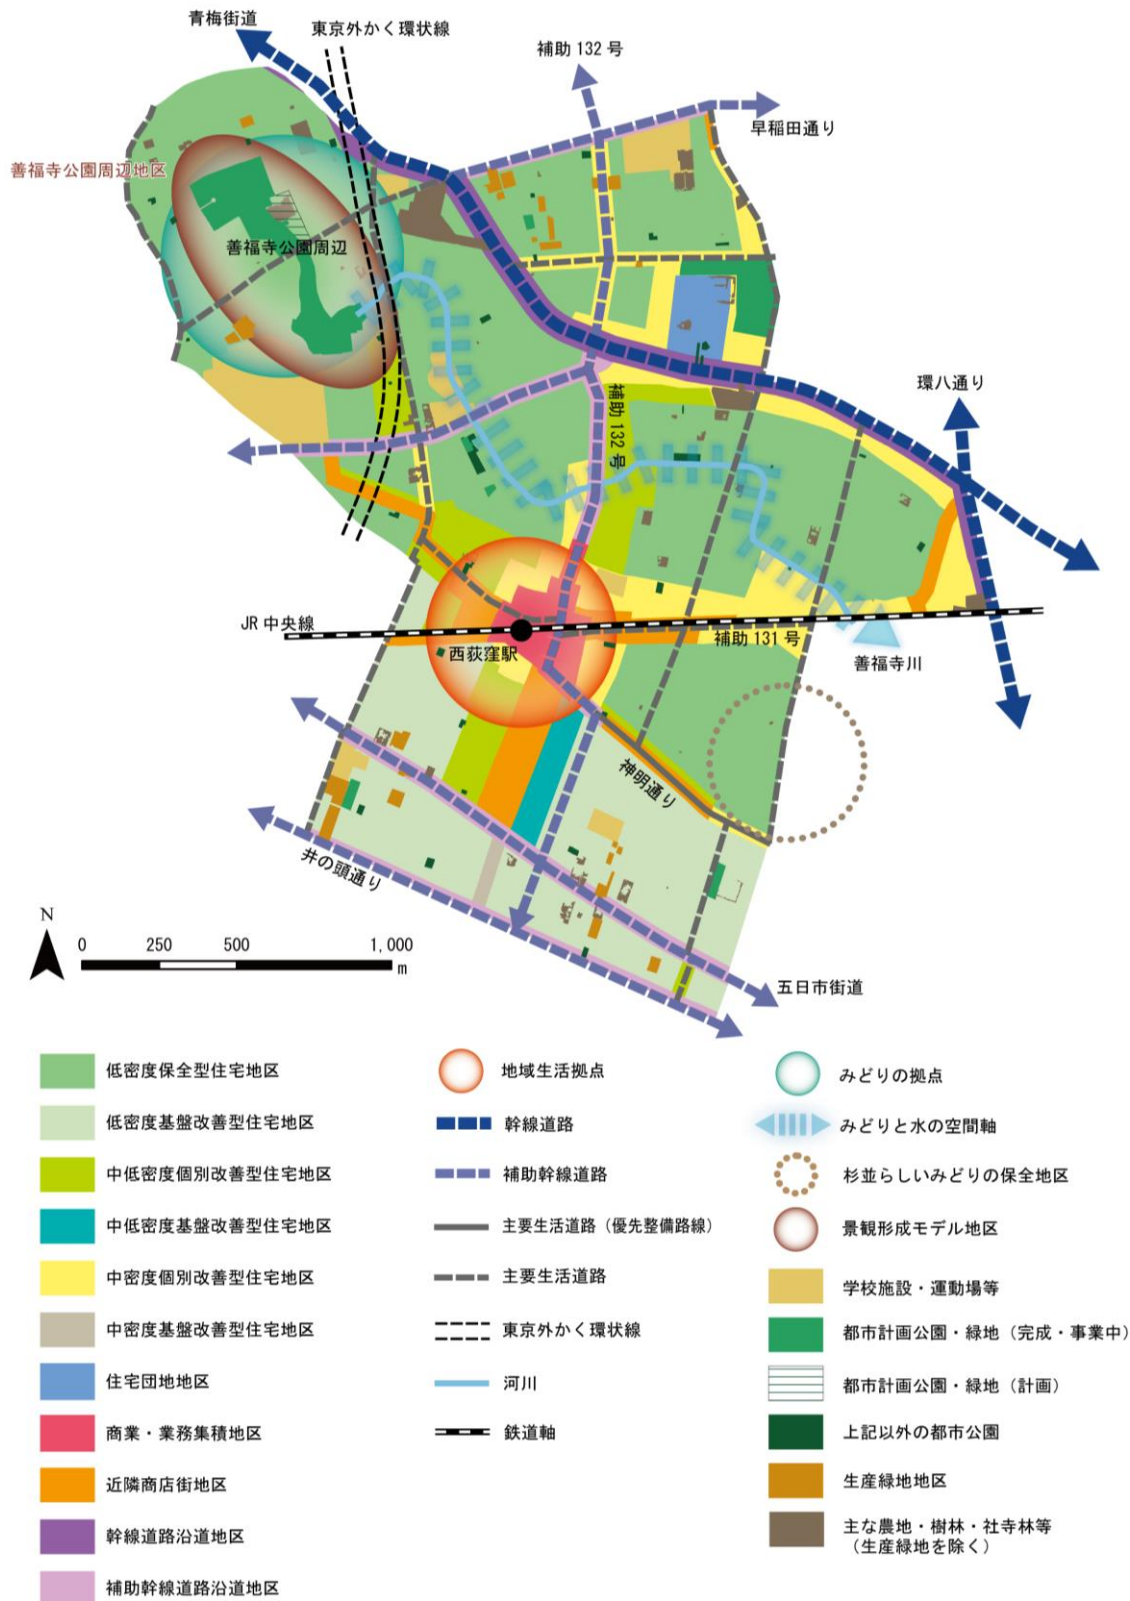 青梅街道
東京外かく環状線
補助 132 号
早稲田通り
善福寺公園周辺地区
善福寺公園周辺
環八通り
補助 132 号
JR 中央線
西荻窪駅
補助 131 号
善福寺川
神明通り
井の頭通り
五日市街道
N
0 250 500 1,000
m
低密度保全型住宅地区
低密度基盤改善型住宅地区
中低密度個別改善型住宅地区
中低密度基盤改善型住宅地区
中密度個別改善型住宅地区
中密度基盤改善型住宅地区
住宅団地地区
商業・業務集積地区
近隣商店街地区
幹線道路沿道地区
補助幹線道路沿道地区
地域生活拠点
幹線道路
補助幹線道路
主要生活道路（優先整備路線）
主要生活道路
東京外かく環状線
河川
鉄道軸
みどりの拠点
みどりと水の空間軸
杉並らしいみどりの保全地区
景観形成モデル地区
学校施設・運動場等
都市計画公園・緑地（完成・事業中）
都市計画公園・緑地（計画）
上記以外の都市公園
生産緑地地区
主な農地・樹林・社寺林等
（生産緑地を除く）